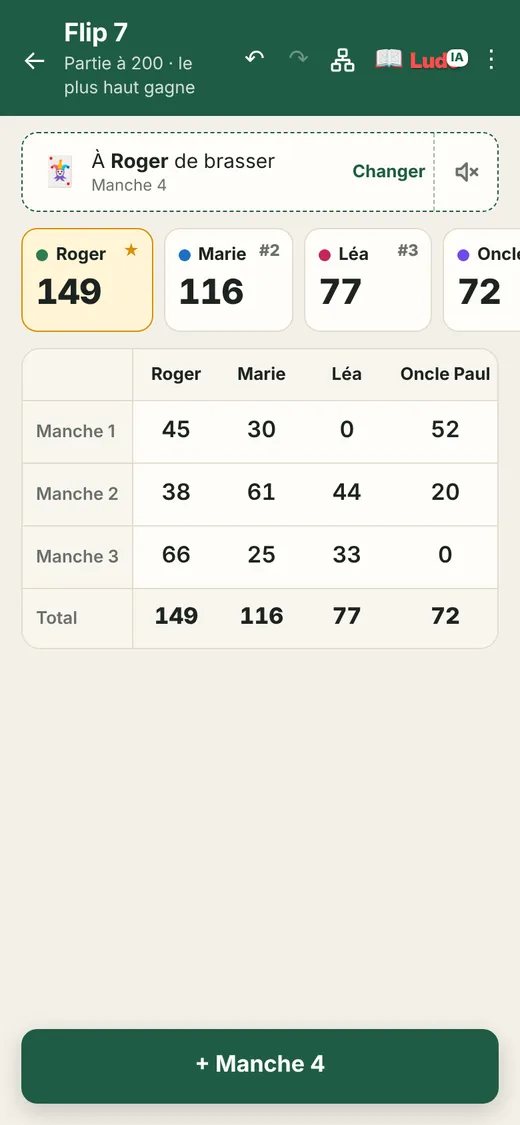 Flip 7
Partie à 200 · le
plus haut gagne
IA
À Roger de brasser
Manche 4
Changer
Roger ★
149
Marie #2
116
Léa #3
77
Oncle
72
Roger Marie Léa Oncle Paul
Manche 1 45 30 0 52
Manche 2 38 61 44 20
Manche 3 66 25 33 0
Total 149 116 77 72
+ Manche 4